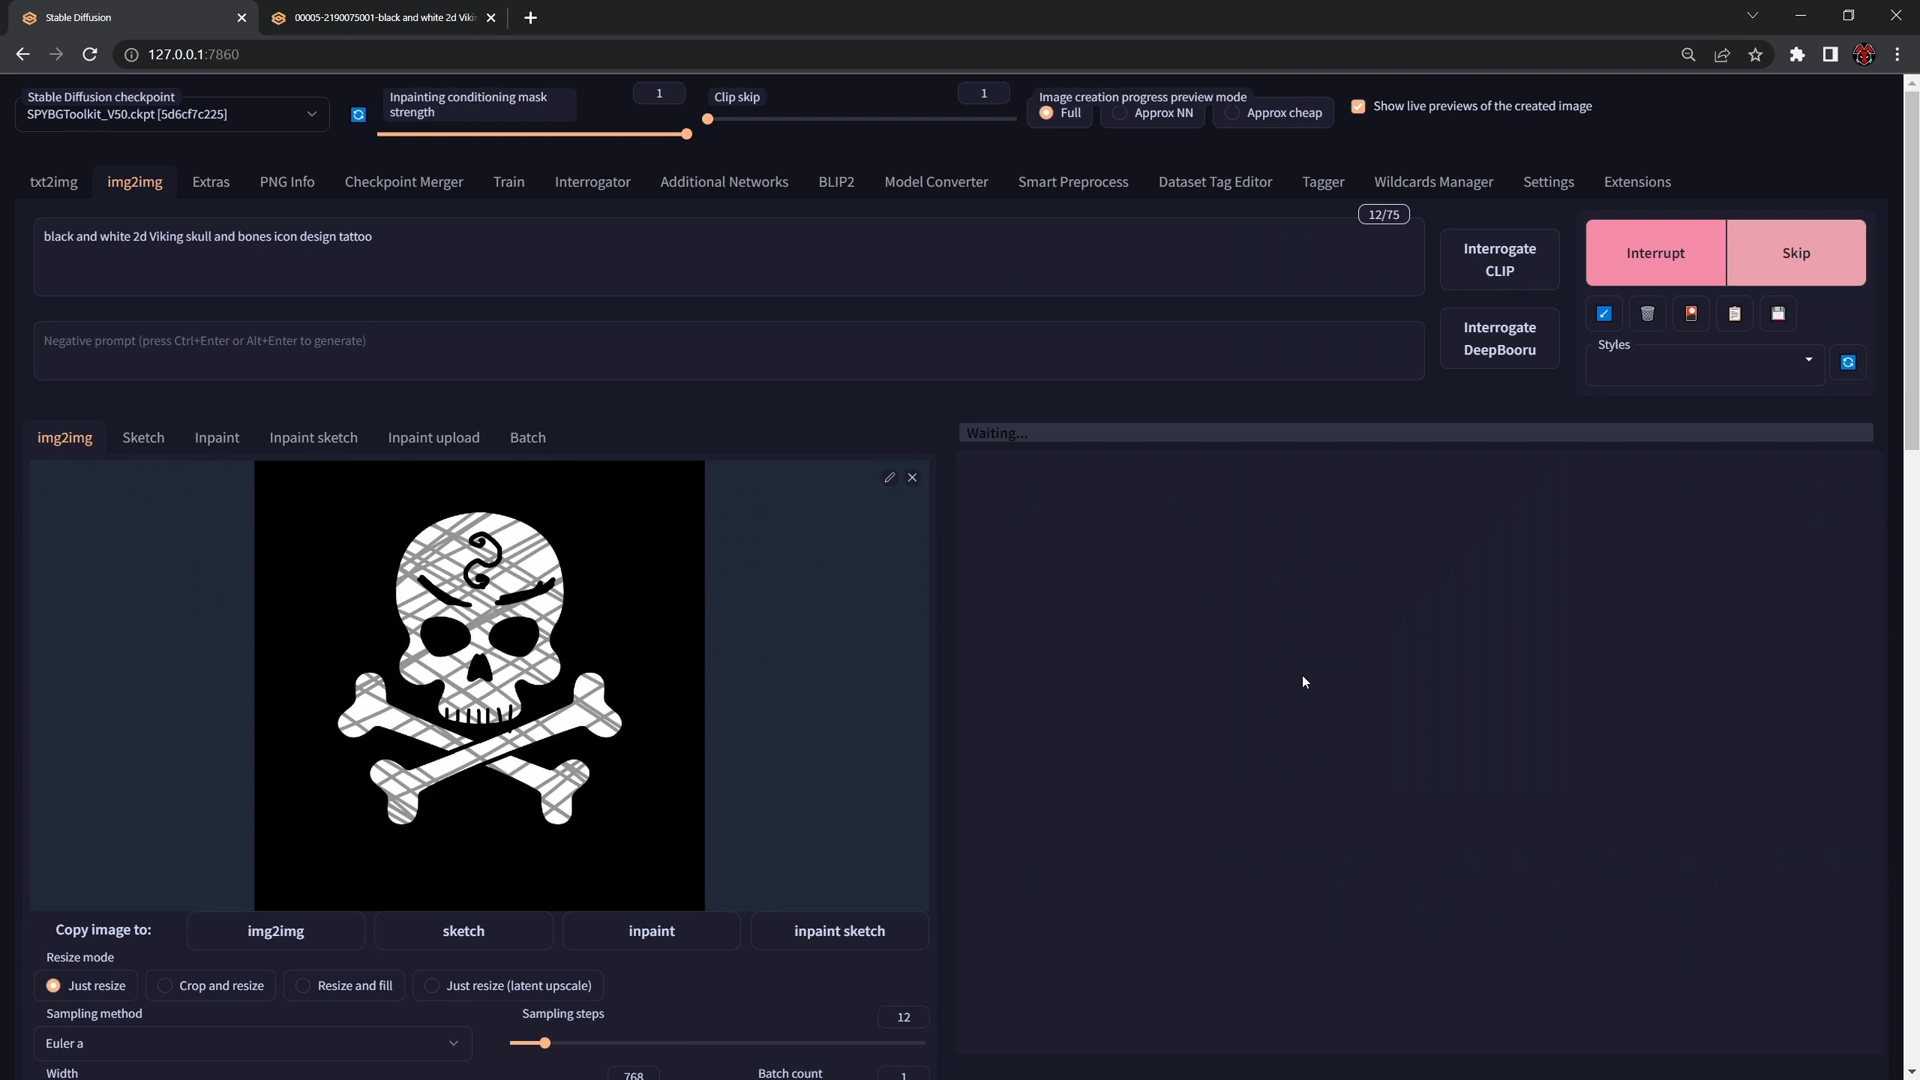 Stable Diffusion
00005-2190075001-black and white 2d Viki
127.0.0.1:7860
Stable Diffusion checkpoint
SPYBGToolkit_V50.ckpt [5d6cf7c225]
Inpainting conditioning mask
strength
1
Clip skip
1
Image creation progress preview mode
Full
Approx NN
Approx cheap
Show live previews of the created image
txt2img
img2img
Extras
PNG Info
Checkpoint Merger
Train
Interrogator
Additional Networks
BLIP2
Model Converter
Smart Preprocess
Dataset Tag Editor
Tagger
Wildcards Manager
Settings
Extensions
12/75
black and white 2d Viking skull and bones icon design tattoo
Interrogate
CLIP
Interrupt
Skip
Negative prompt (press Ctrl+Enter or Alt+Enter to generate)
Interrogate
DeepBooru
Styles
img2img
Sketch
Inpaint
Inpaint sketch
Inpaint upload
Batch
Waiting...
Copy image to:
img2img
sketch
inpaint
inpaint sketch
Resize mode
Just resize
Crop and resize
Resize and fill
Just resize (latent upscale)
Sampling method
Euler a
Sampling steps
12
Width
768
Batch count
1